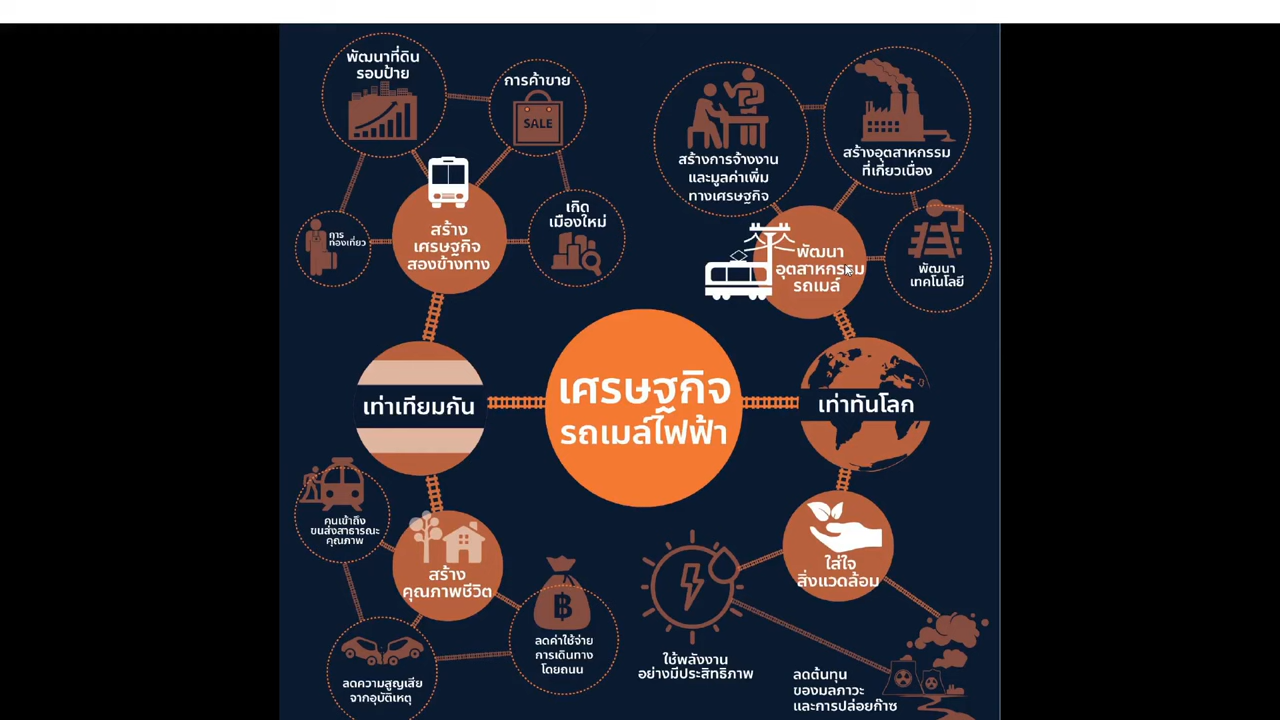 พัฒนาที่ดิน
รอบป้าย
การค้าขาย
SALE
การ
ท่องเที่ยว
เกิด
เมืองใหม่
สร้าง
เศรษฐกิจ
สองข้างทาง
สร้างการจ้างงาน
และมูลค่าเพิ่ม
ทางเศรษฐกิจ
สร้างอุตสาหกรรม
ที่เกี่ยวเนื่อง
พัฒนา
เทคโนโลยี
พัฒนา
อุตสาหกรรม
รถเมล์
เท่าเทียมกัน
เศรษฐกิจ
รถเมล์ไฟฟ้า
เท่าทันโลก
คนเข้าถึง
ขนส่งสาธารณะ
คุณภาพ
สร้าง
คุณภาพชีวิต
ลดความสูญเสีย
จากอุบัติเหตุ
฿
ลดค่าใช้จ่าย
การเดินทาง
โดยถนน
ใส่ใจ
สิ่งแวดล้อม
ใช้พลังงาน
อย่างมีประสิทธิภาพ
ลดต้นทุน
ของมลภาวะ
และการปล่อยก๊าซ